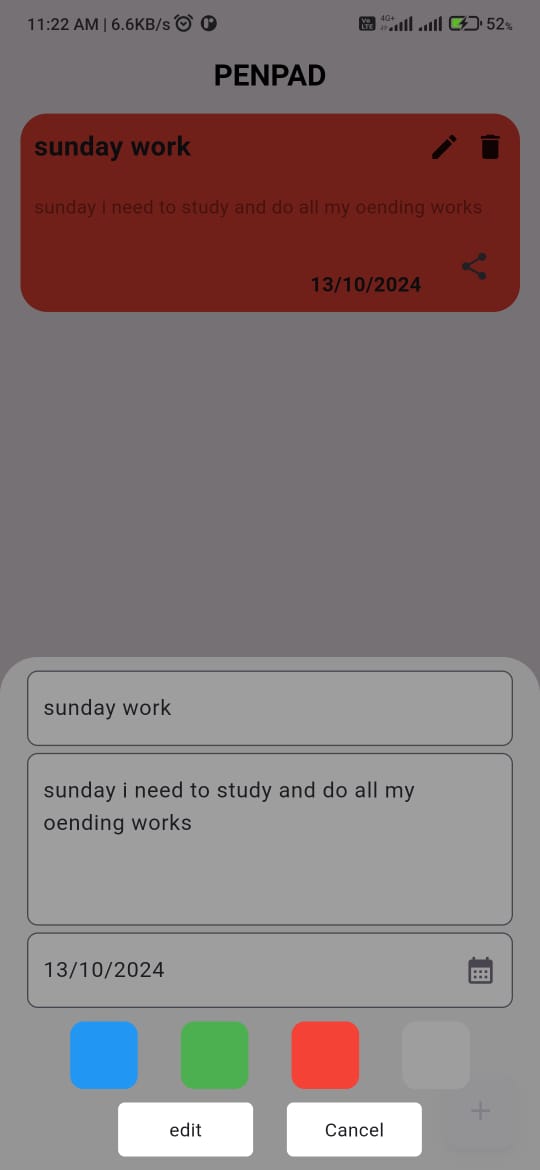 11:22 AM | 6.6KB/s 52%
PENPAD
sunday work
sunday i need to study and do all my oending works
13/10/2024
sunday work
sunday i need to study and do all my
oending works
13/10/2024
edit Cancel